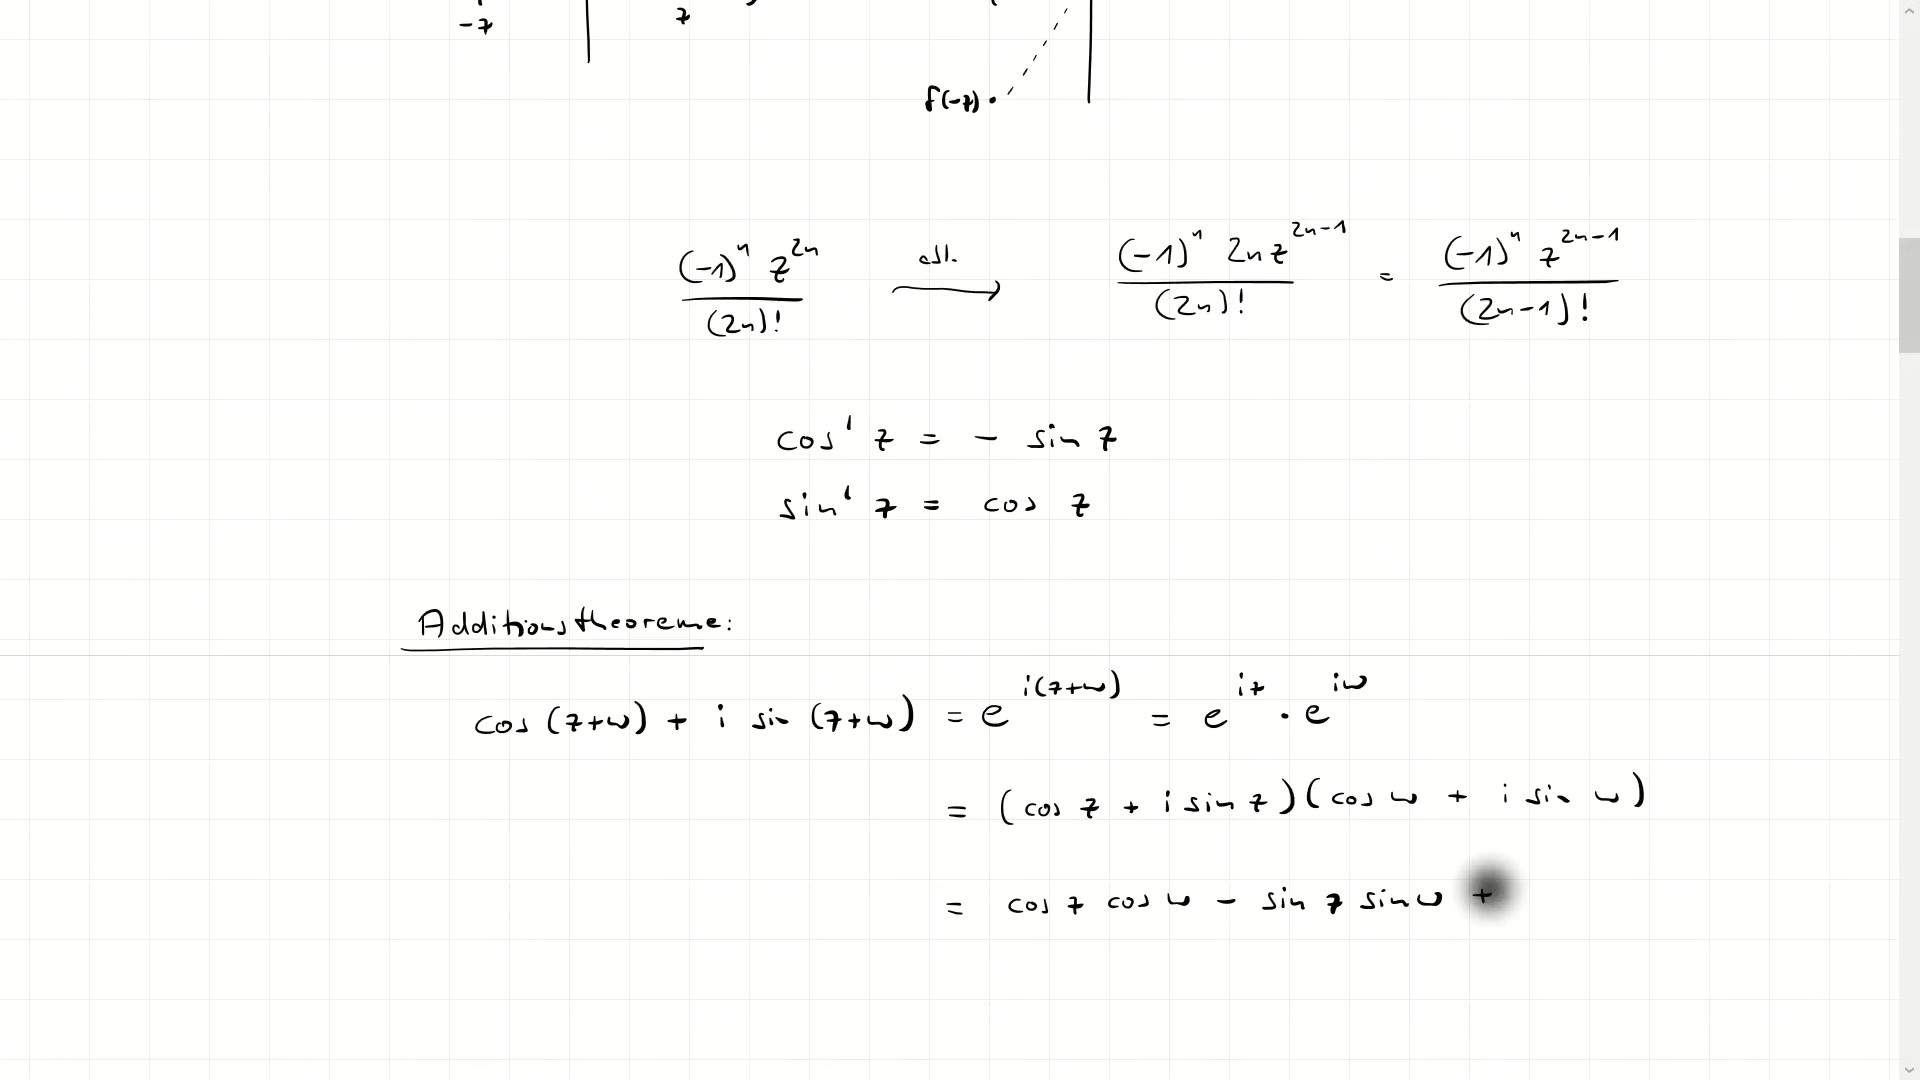 -z z
f(-z)
(-1)^n z^{2n} / (2n)! abl. → (-1)^n 2n z^{2n-1} / (2n)! = (-1)^n z^{2n-1} / (2n-1)!
cos' z = - sin z
sin' z = cos z
Additionstheoreme:
cos (z+w) + i sin (z+w) = e^{i(z+w)} = e^{iz} · e^{iw}
= (cos z + i sin z)(cos w + i sin w)
= cos z cos w - sin z sin w +